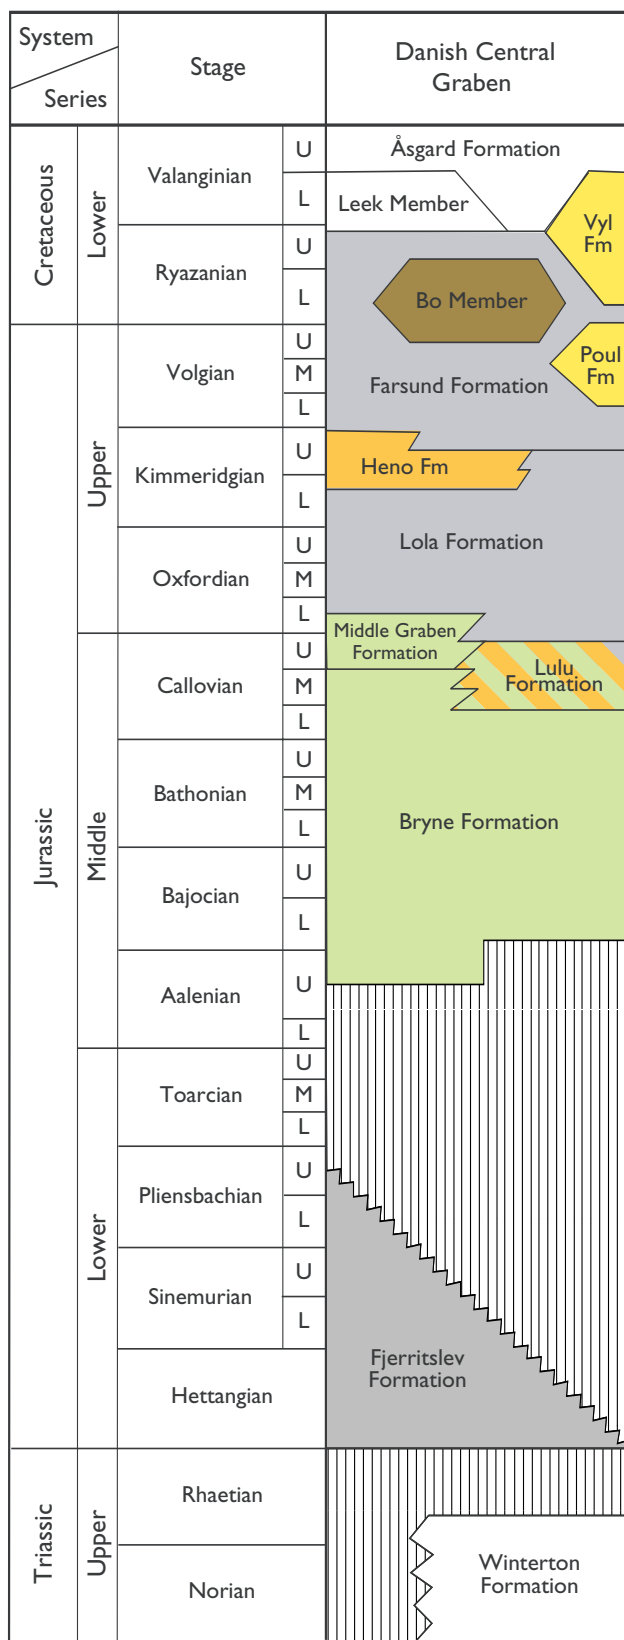 System
Series
Stage
Danish Central
Graben
Cretaceous
Lower
Valanginian
U
L
Åsgard Formation
Leek Member
Vyl
Fm
Ryazanian
U
L
Bo Member
Jurassic
Upper
Volgian
U
M
L
Poul
Fm
Farsund Formation
Kimmeridgian
U
L
Heno Fm
Lola Formation
Oxfordian
U
M
L
Middle Graben
Formation
Middle
Callovian
U
M
L
Lulu
Formation
Bathonian
U
M
L
Bryne Formation
Bajocian
U
L
Aalenian
U
L
Lower
Toarcian
U
M
L
Pliensbachian
U
L
Sinemurian
U
L
Fjerritslev
Formation
Hettangian
Triassic
Upper
Rhaetian
Norian
Winterton
Formation